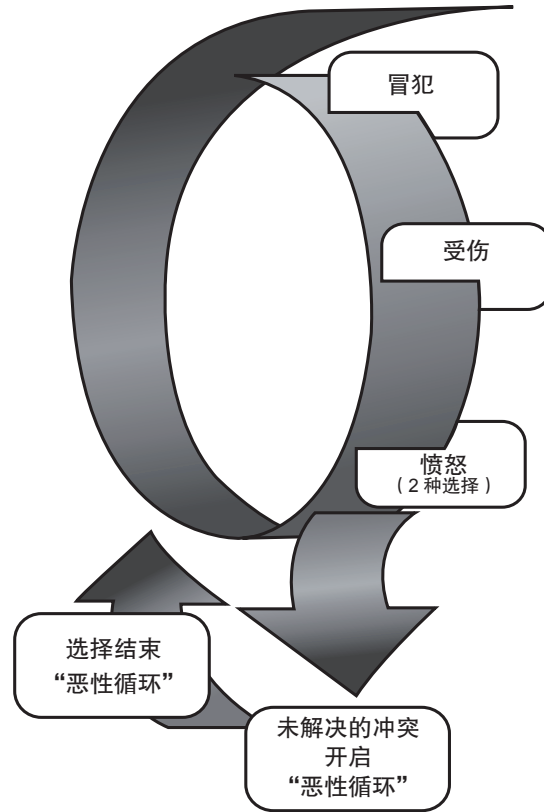 冒犯
受伤
愤怒
（2 种选择）
选择结束
“恶性循环”
未解决的冲突
开启
“恶性循环”